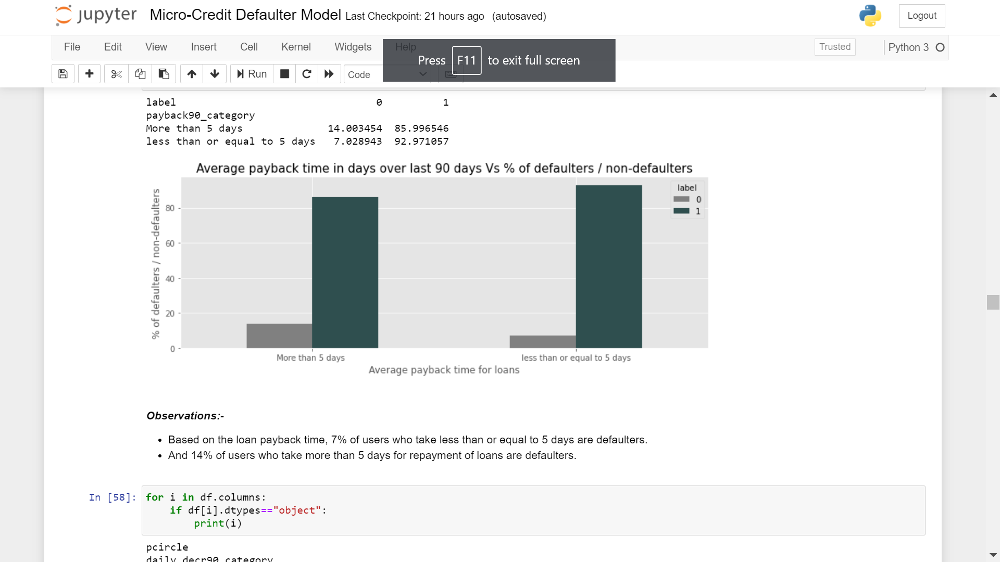 jupyter Micro-Credit Defaulter Model Last Checkpoint: 21 hours ago (autosaved) Logout
File Edit View Insert Cell Kernel Widgets Help Trusted Python 3
Press F11 to exit full screen
Run Code
label 0 1
payback90_category
More than 5 days 14.003454 85.996546
less than or equal to 5 days 7.028943 92.971057
Average payback time in days over last 90 days Vs % of defaulters / non-defaulters
% of defaulters / non-defaulters
80
60
40
20
0
label
0
1
More than 5 days less than or equal to 5 days
Average payback time for loans
Observations:-
• Based on the loan payback time, 7% of users who take less than or equal to 5 days are defaulters.
• And 14% of users who take more than 5 days for repayment of loans are defaulters.
In [58]: for i in df.columns:
if df[i].dtypes=="object":
print(i)
pcircle
daily_decr90_category